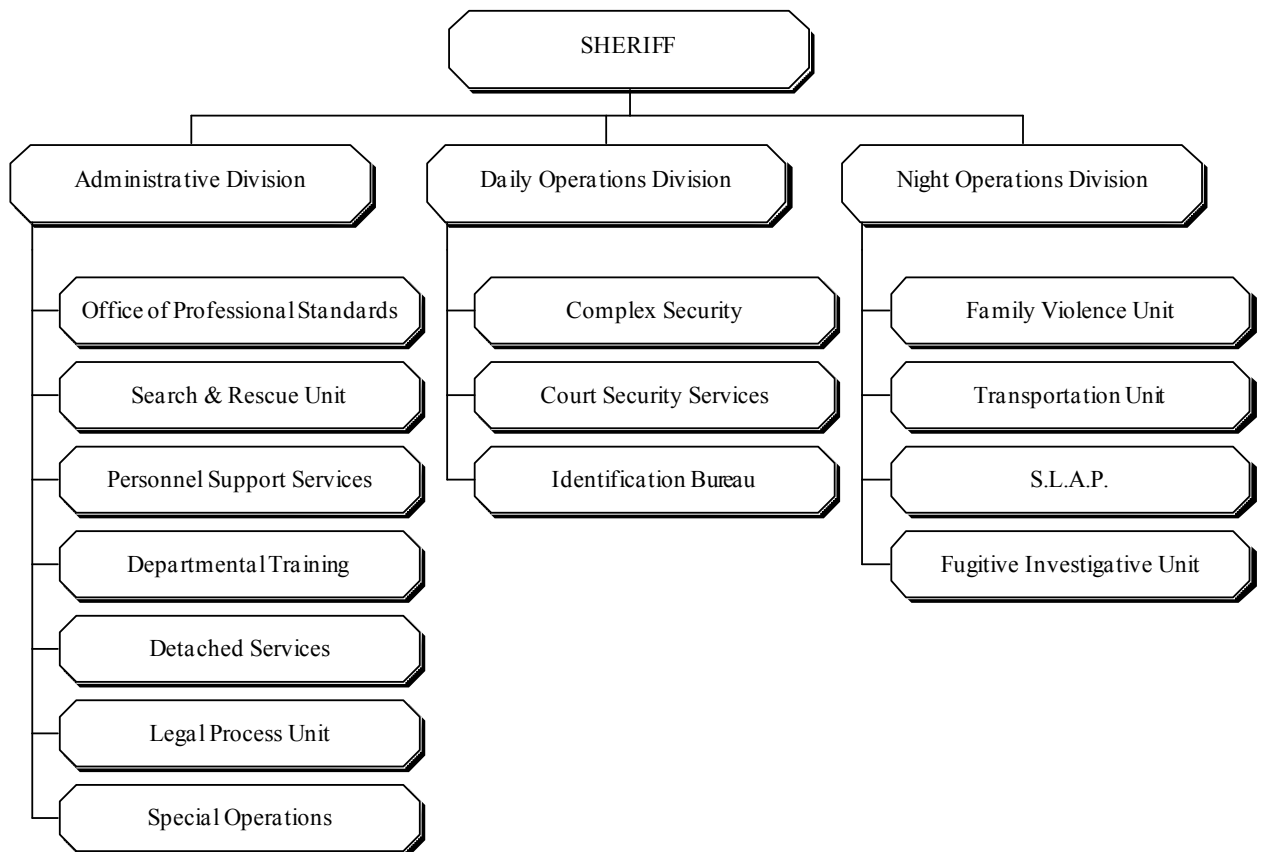 SHERIFF
Administrative Division
Daily Operations Division
Night Operations Division
Office of Professional Standards
Search & Rescue Unit
Personnel Support Services
Departmental Training
Detached Services
Legal Process Unit
Special Operations
Complex Security
Court Security Services
Identification Bureau
Family Violence Unit
Transportation Unit
S.L.A.P.
Fugitive Investigative Unit